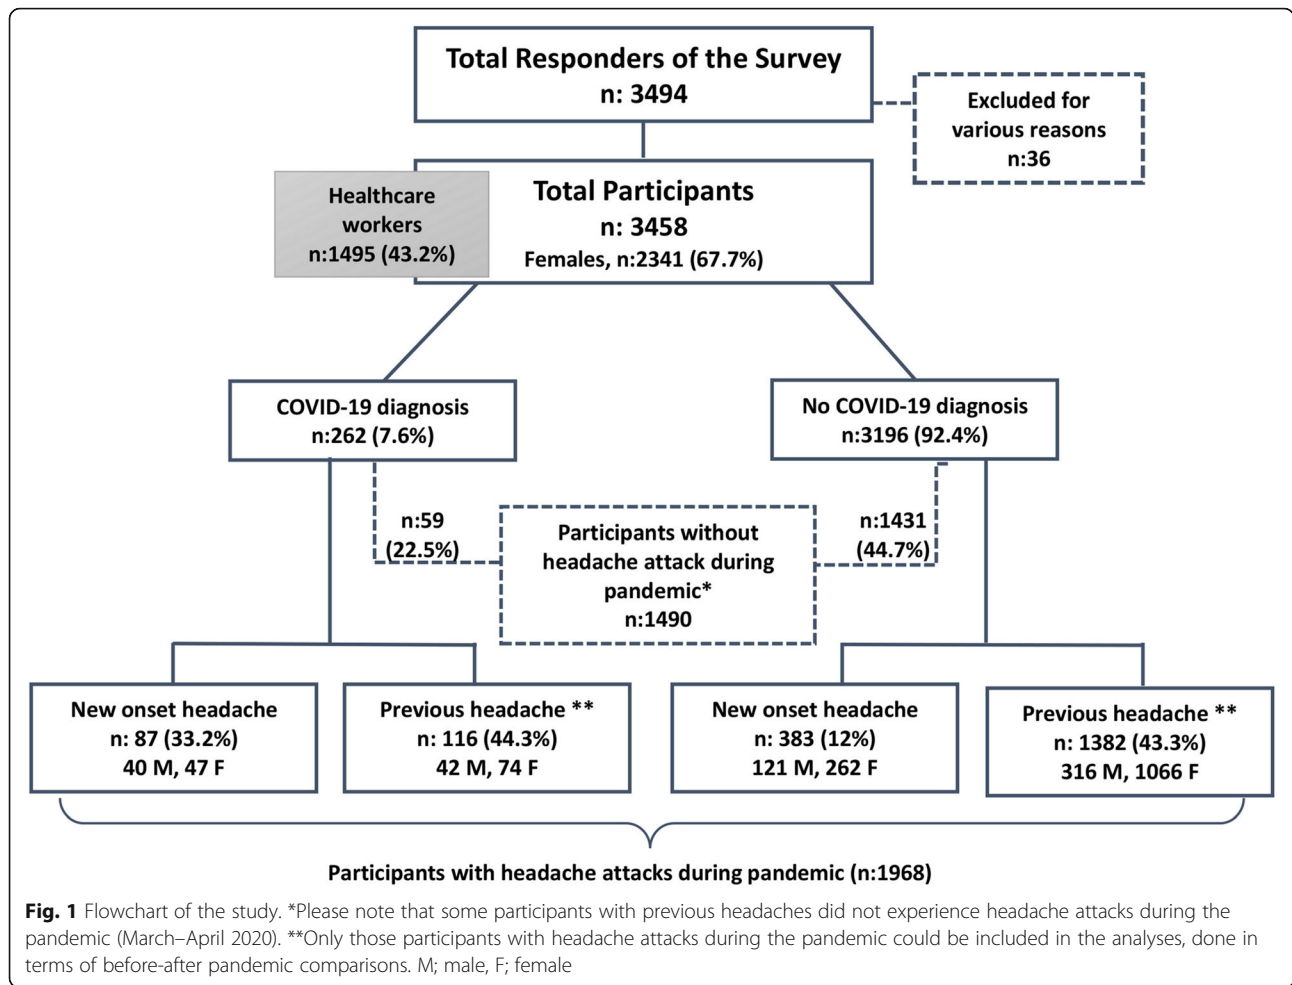 Total Responders of the Survey
n: 3494
Excluded for
various reasons
n:36
Healthcare
workers
n:1495 (43.2%)
Total Participants
n: 3458
Females, n:2341 (67.7%)
COVID-19 diagnosis
n:262 (7.6%)
No COVID-19 diagnosis
n:3196 (92.4%)
n:59
(22.5%)
Participants without
headache attack during
pandemic*
n:1490
n:1431
(44.7%)
New onset headache
n: 87 (33.2%)
40 M, 47 F
Previous headache **
n: 116 (44.3%)
42 M, 74 F
New onset headache
n: 383 (12%)
121 M, 262 F
Previous headache **
n: 1382 (43.3%)
316 M, 1066 F
Participants with headache attacks during pandemic (n:1968)
Fig. 1 Flowchart of the study. *Please note that some participants with previous headaches did not experience headache attacks during the
pandemic (March–April 2020). **Only those participants with headache attacks during the pandemic could be included in the analyses, done in
terms of before-after pandemic comparisons. M; male, F; female